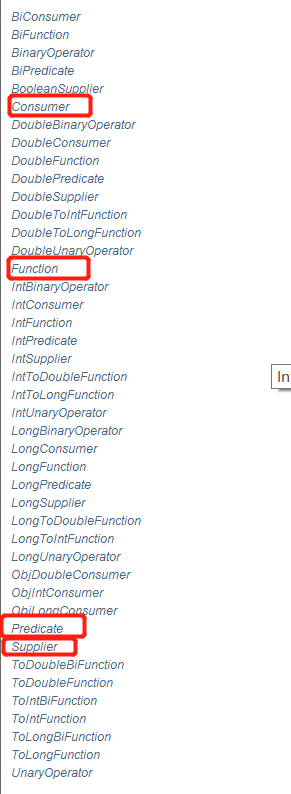 BiConsumer
BiFunction
BinaryOperator
BiPredicate
BooleanSupplier
Consumer
DoubleBinaryOperator
DoubleConsumer
DoubleFunction
DoublePredicate
DoubleSupplier
DoubleToIntFunction
DoubleToLongFunction
DoubleUnaryOperator
Function
IntBinaryOperator
IntConsumer
IntFunction
IntPredicate
IntSupplier
IntToDoubleFunction
In
IntToLongFunction
IntUnaryOperator
LongBinaryOperator
LongConsumer
LongFunction
LongPredicate
LongSupplier
LongToDoubleFunction
LongToIntFunction
LongUnaryOperator
ObjDoubleConsumer
ObjIntConsumer
ObjLongConsumer
Predicate
Supplier
ToDoubleBiFunction
ToDoubleFunction
ToIntBiFunction
ToIntFunction
ToLongBiFunction
ToLongFunction
UnaryOperator